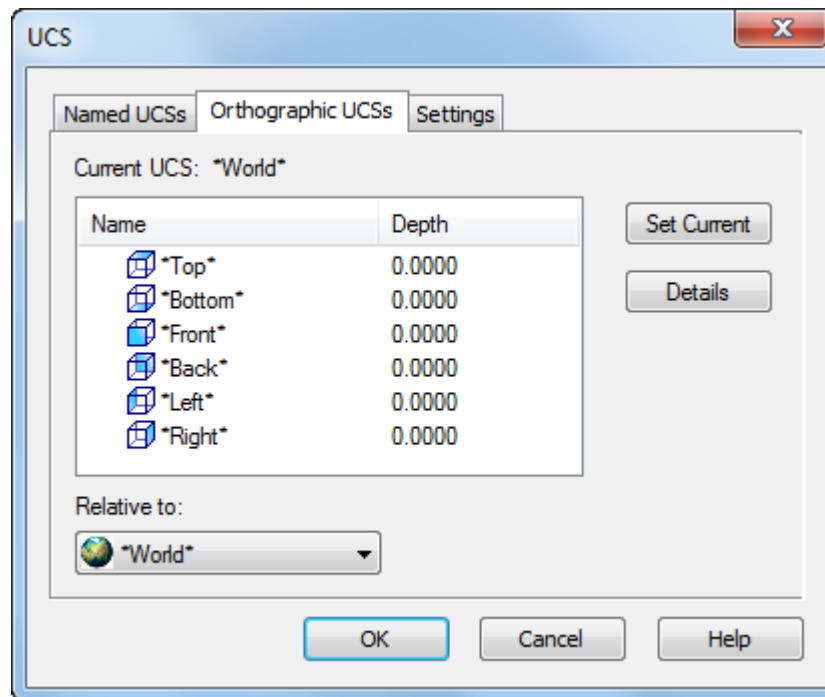 UCS
Named UCSs Orthographic UCSs Settings
Current UCS: *World*
Name Depth Set Current
*Top* 0.0000
*Bottom* 0.0000 Details
*Front* 0.0000
*Back* 0.0000
*Left* 0.0000
*Right* 0.0000
Relative to:
*World*
OK Cancel Help